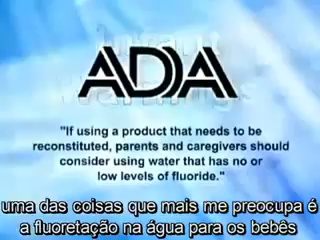 ADA
"If using a product that needs to be
reconstituted, parents and caregivers should
consider using water that has no or
low levels of fluoride."
uma das coisas que mais me preocupa é
a fluoretação na água para os bebês